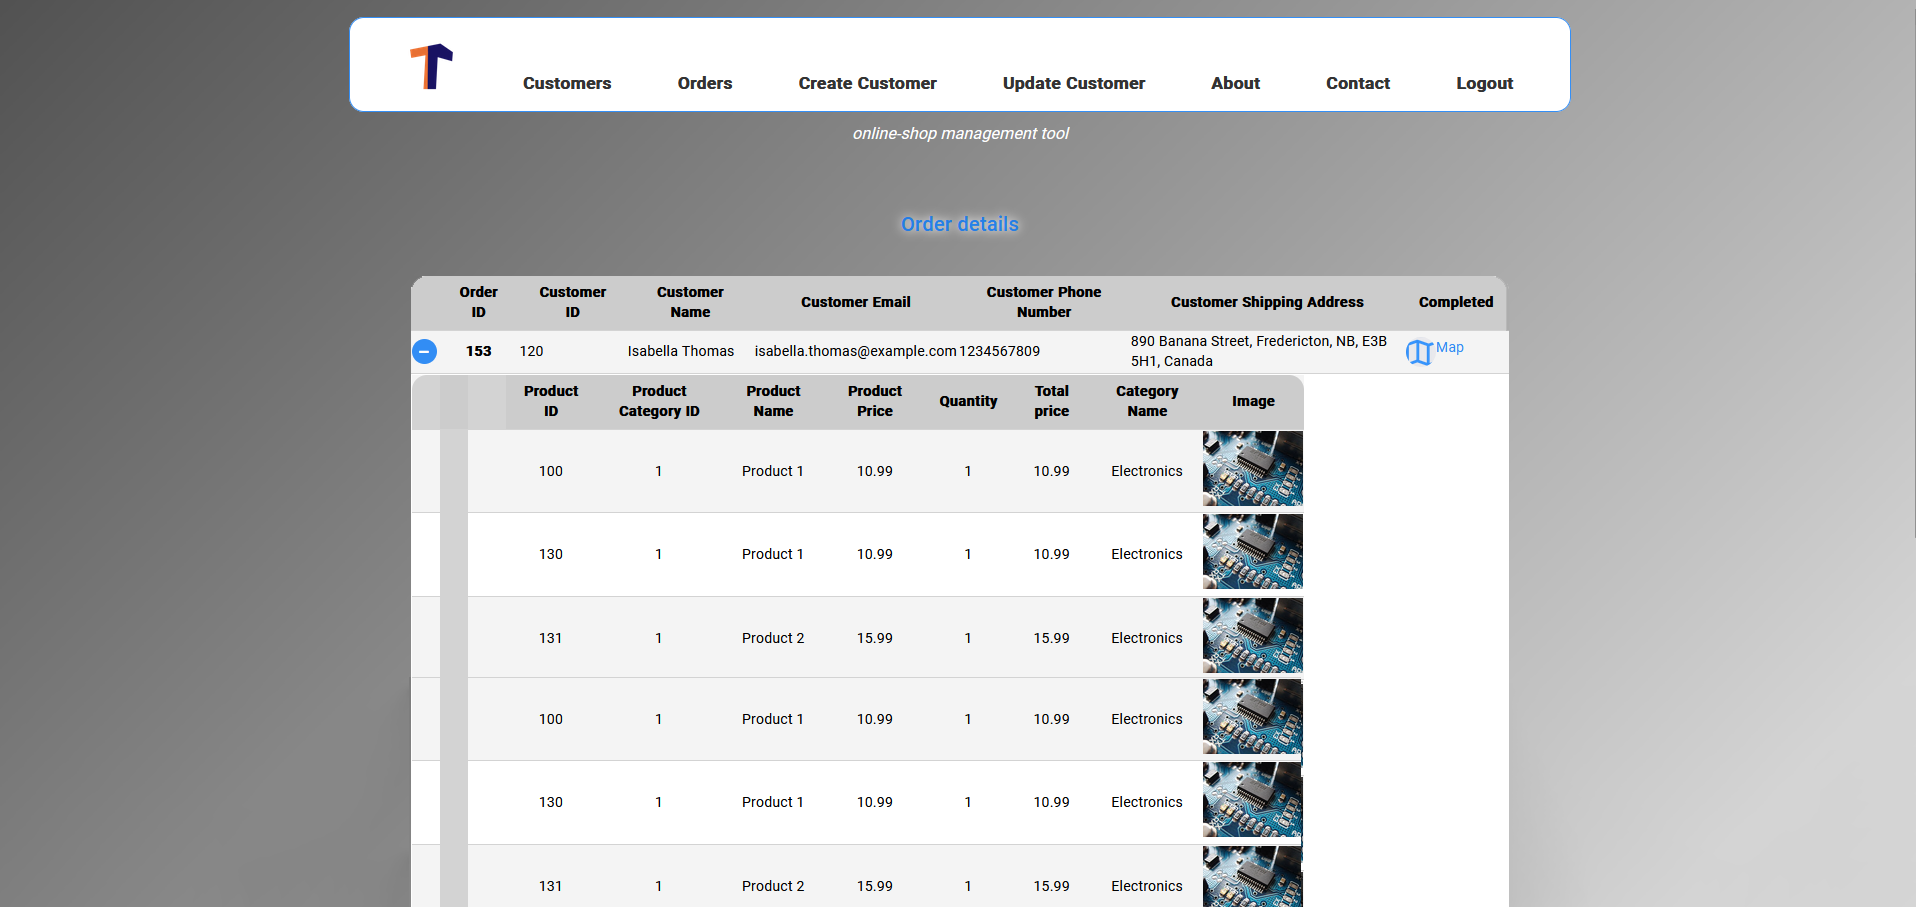 Customers Orders Create Customer Update Customer About Contact Logout
online-shop management tool
Order details
Order ID Customer ID Customer Name Customer Email Customer Phone Number Customer Shipping Address Completed
153 120 Isabella Thomas isabella.thomas@example.com 1234567809 890 Banana Street, Fredericton, NB, E3B 5H1, Canada Map
Product ID Product Category ID Product Name Product Price Quantity Total price Category Name Image
100 1 Product 1 10.99 1 10.99 Electronics
130 1 Product 1 10.99 1 10.99 Electronics
131 1 Product 2 15.99 1 15.99 Electronics
100 1 Product 1 10.99 1 10.99 Electronics
130 1 Product 1 10.99 1 10.99 Electronics
131 1 Product 2 15.99 1 15.99 Electronics